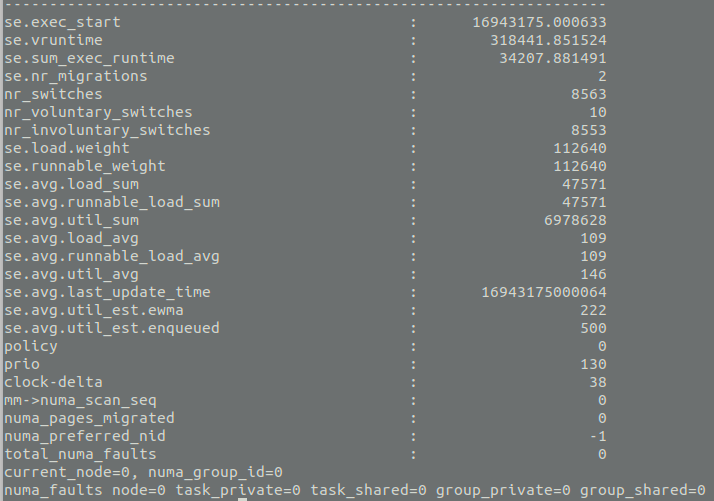 -------------------------------------------------------------------
se.exec_start                                :      16943175.000633
se.vruntime                                  :        318441.851524
se.sum_exec_runtime                          :         34207.881491
se.nr_migrations                             :                    2
nr_switches                                  :                 8563
nr_voluntary_switches                        :                   10
nr_involuntary_switches                      :                 8553
se.load.weight                               :               112640
se.runnable_weight                           :               112640
se.avg.load_sum                              :                47571
se.avg.runnable_load_sum                     :                47571
se.avg.util_sum                              :              6978628
se.avg.load_avg                              :                  109
se.avg.runnable_load_avg                     :                  109
se.avg.util_avg                              :                  146
se.avg.last_update_time                      :       16943175000064
se.avg.util_est.ewma                         :                  222
se.avg.util_est.enqueued                     :                  500
policy                                       :                    0
prio                                         :                  130
clock-delta                                  :                   38
mm->numa_scan_seq                            :                    0
numa_pages_migrated                          :                    0
numa_preferred_nid                           :                   -1
total_numa_faults                            :                    0
current_node=0, numa_group_id=0
numa_faults node=0 task_private=0 task_shared=0 group_private=0 group_shared=0